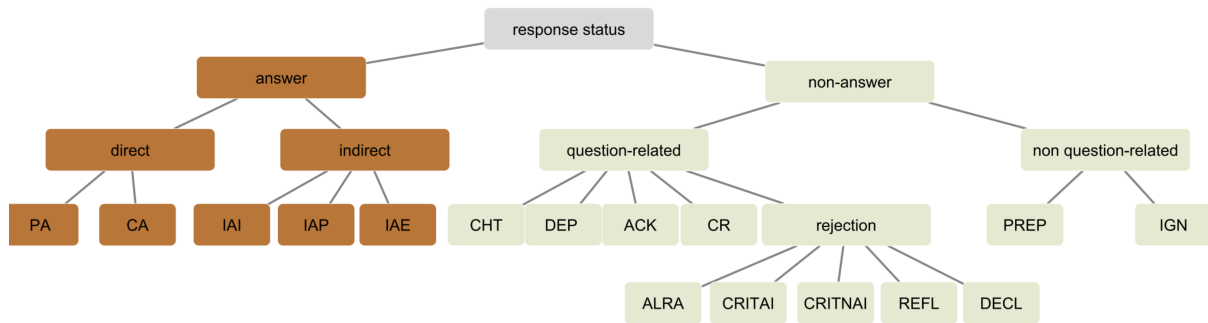 response status
answer
non-answer
direct
indirect
question-related
non question-related
PA
CA
IAI
IAP
IAE
CHT
DEP
ACK
CR
rejection
PREP
IGN
ALRA
CRITAI
CRITNAI
REFL
DECL